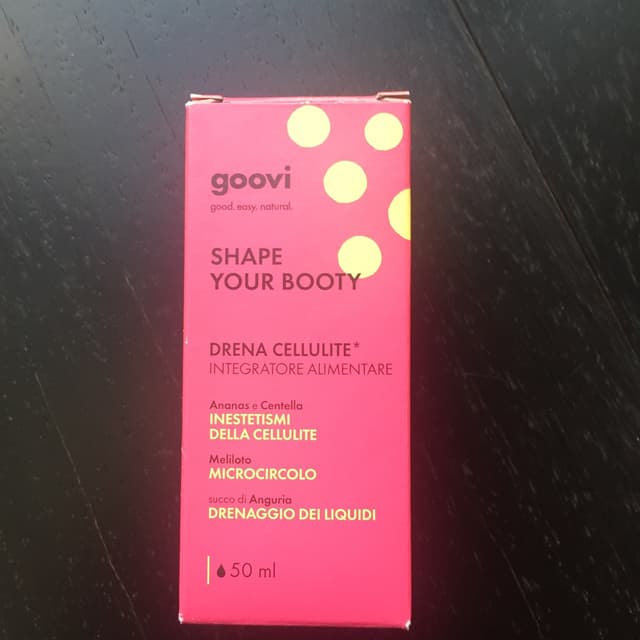 goovi
good. easy. natural.
SHAPE
YOUR BOOTY
DRENA CELLULITE*
INTEGRATORE ALIMENTARE
Ananas e Centella
INESTETISMI
DELLA CELLULITE
Meliloto
MICROCIRCOLO
succo di Anguria
DRENAGGIO DEI LIQUIDI
50 ml